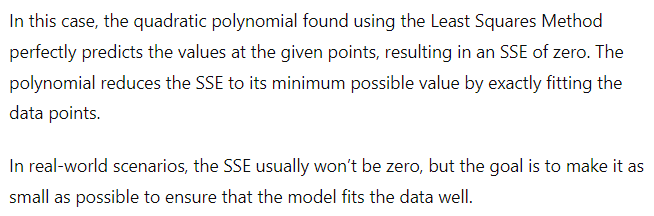 In this case, the quadratic polynomial found using the Least Squares Method
perfectly predicts the values at the given points, resulting in an SSE of zero. The
polynomial reduces the SSE to its minimum possible value by exactly fitting the
data points.
In real-world scenarios, the SSE usually won't be zero, but the goal is to make it as
small as possible to ensure that the model fits the data well.